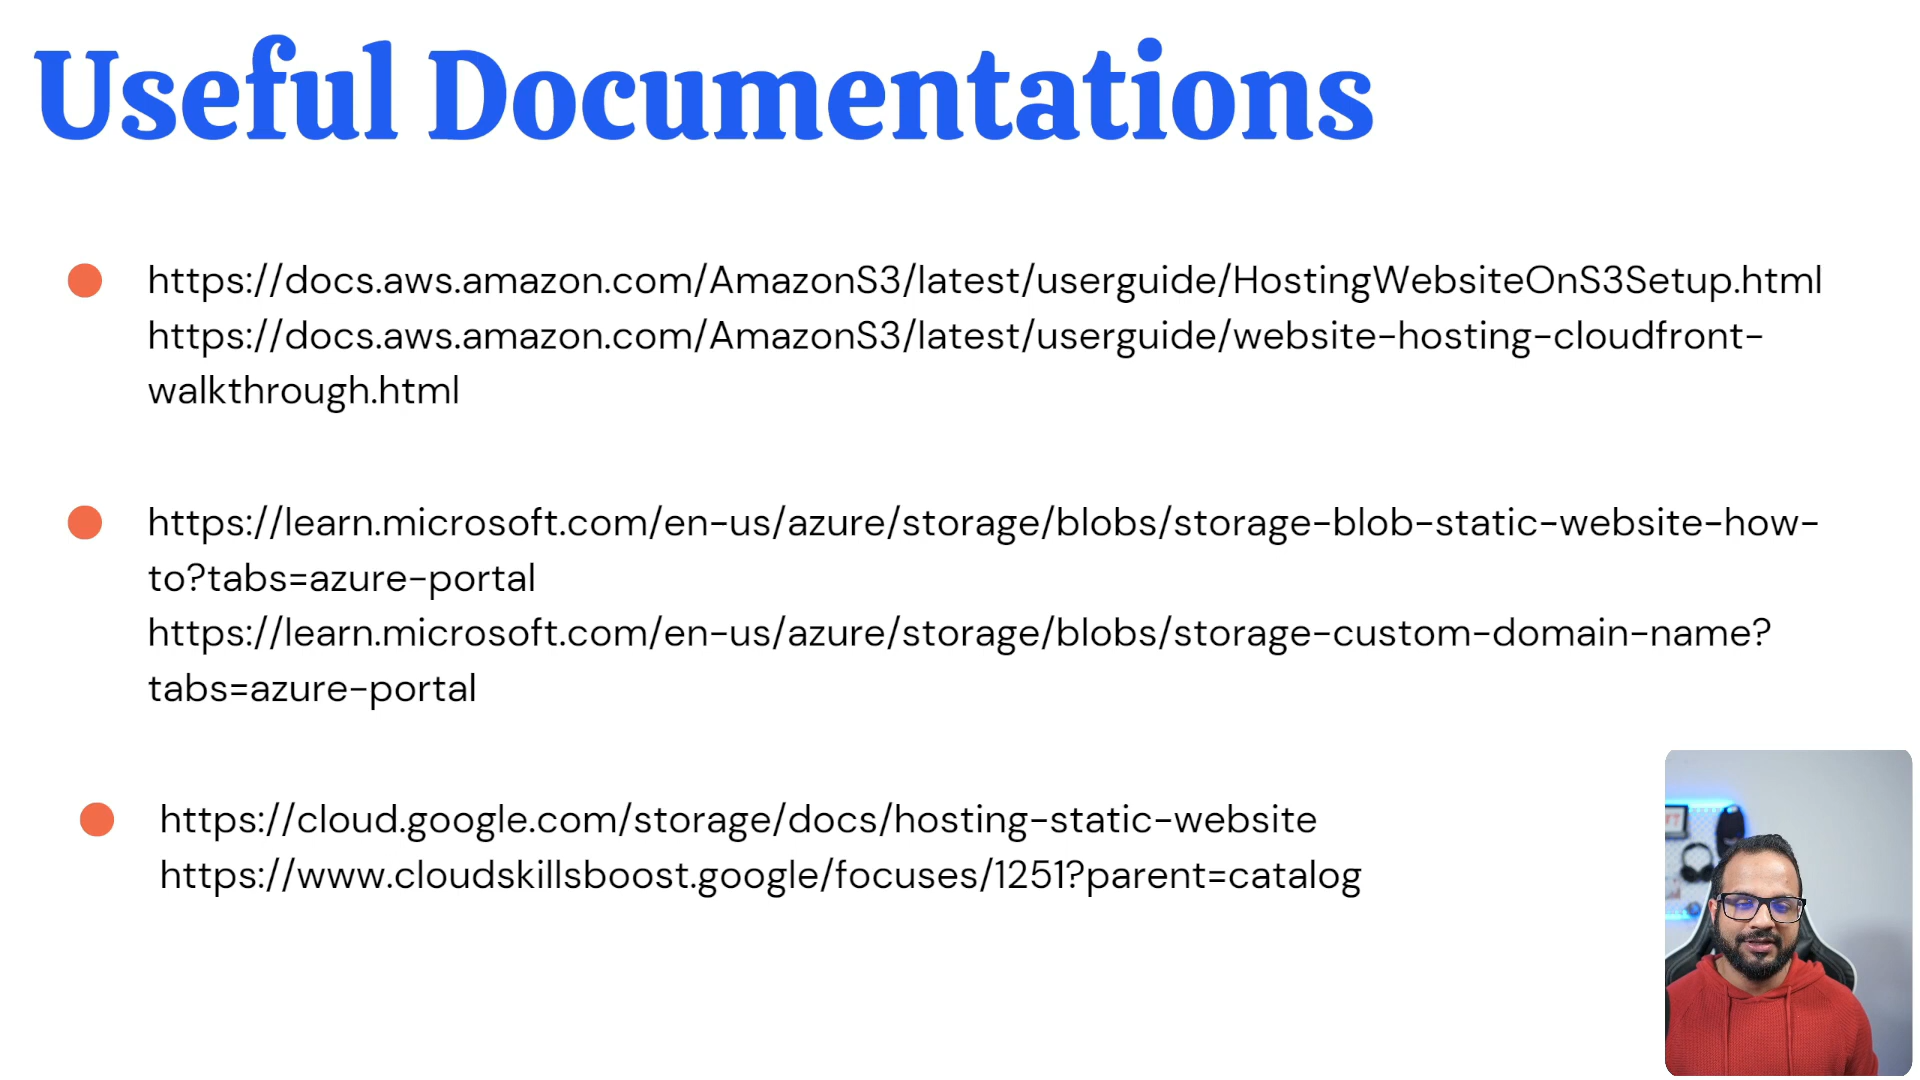 Useful Documentations
https://docs.aws.amazon.com/AmazonS3/latest/userguide/HostingWebsiteOnS3Setup.html
https://docs.aws.amazon.com/AmazonS3/latest/userguide/website-hosting-cloudfront-
walkthrough.html
https://learn.microsoft.com/en-us/azure/storage/blobs/storage-blob-static-website-how-
to?tabs=azure-portal
https://learn.microsoft.com/en-us/azure/storage/blobs/storage-custom-domain-name?
tabs=azure-portal
https://cloud.google.com/storage/docs/hosting-static-website
https://www.cloudskillsboost.google/focuses/1251?parent=catalog